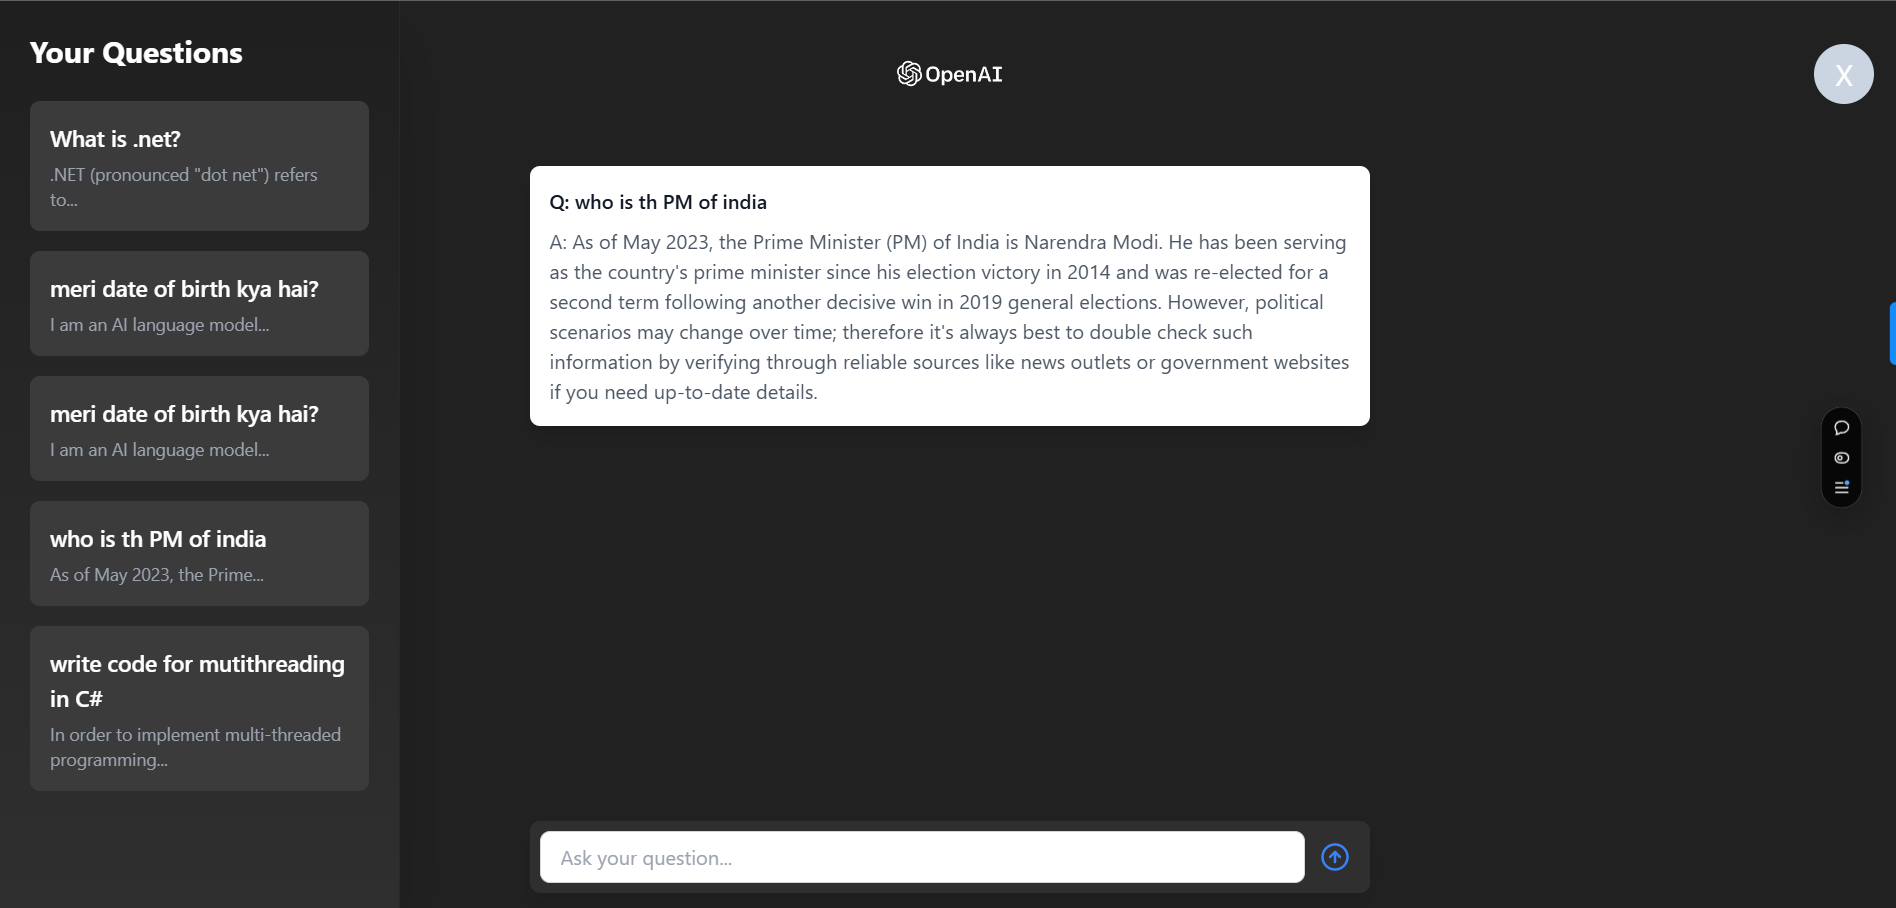 Your Questions
What is .net?
.NET (pronounced "dot net") refers
to...
meri date of birth kya hai?
I am an AI language model...
meri date of birth kya hai?
I am an AI language model...
who is th PM of india
As of May 2023, the Prime...
write code for mutithreading
in C#
In order to implement multi-threaded
programming...
OpenAI
X
Q: who is th PM of india
A: As of May 2023, the Prime Minister (PM) of India is Narendra Modi. He has been serving
as the country's prime minister since his election victory in 2014 and was re-elected for a
second term following another decisive win in 2019 general elections. However, political
scenarios may change over time; therefore it's always best to double check such
information by verifying through reliable sources like news outlets or government websites
if you need up-to-date details.
Ask your question...